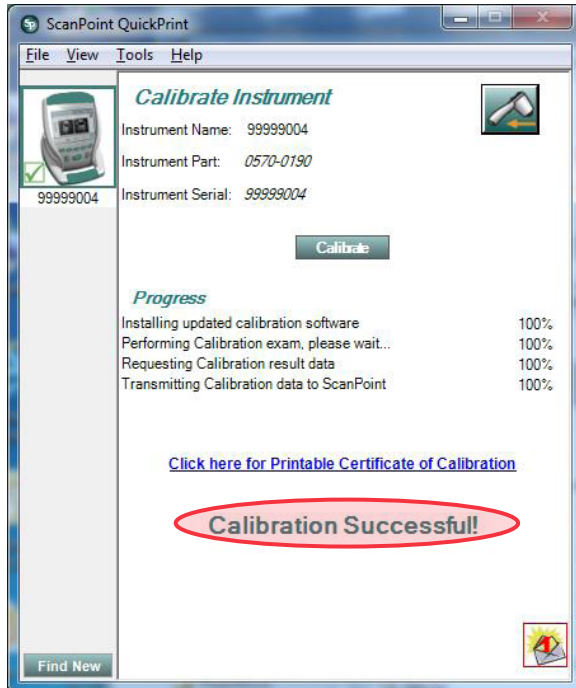 ScanPoint QuickPrint
File View Tools Help
Calibrate Instrument
Instrument Name: 99999004
Instrument Part: 0570-0190
Instrument Serial: 99999004
99999004
Calibrate
Progress
Installing updated calibration software 100%
Performing Calibration exam, please wait... 100%
Requesting Calibration result data 100%
Transmitting Calibration data to ScanPoint 100%
Click here for Printable Certificate of Calibration
Calibration Successful!
Find New